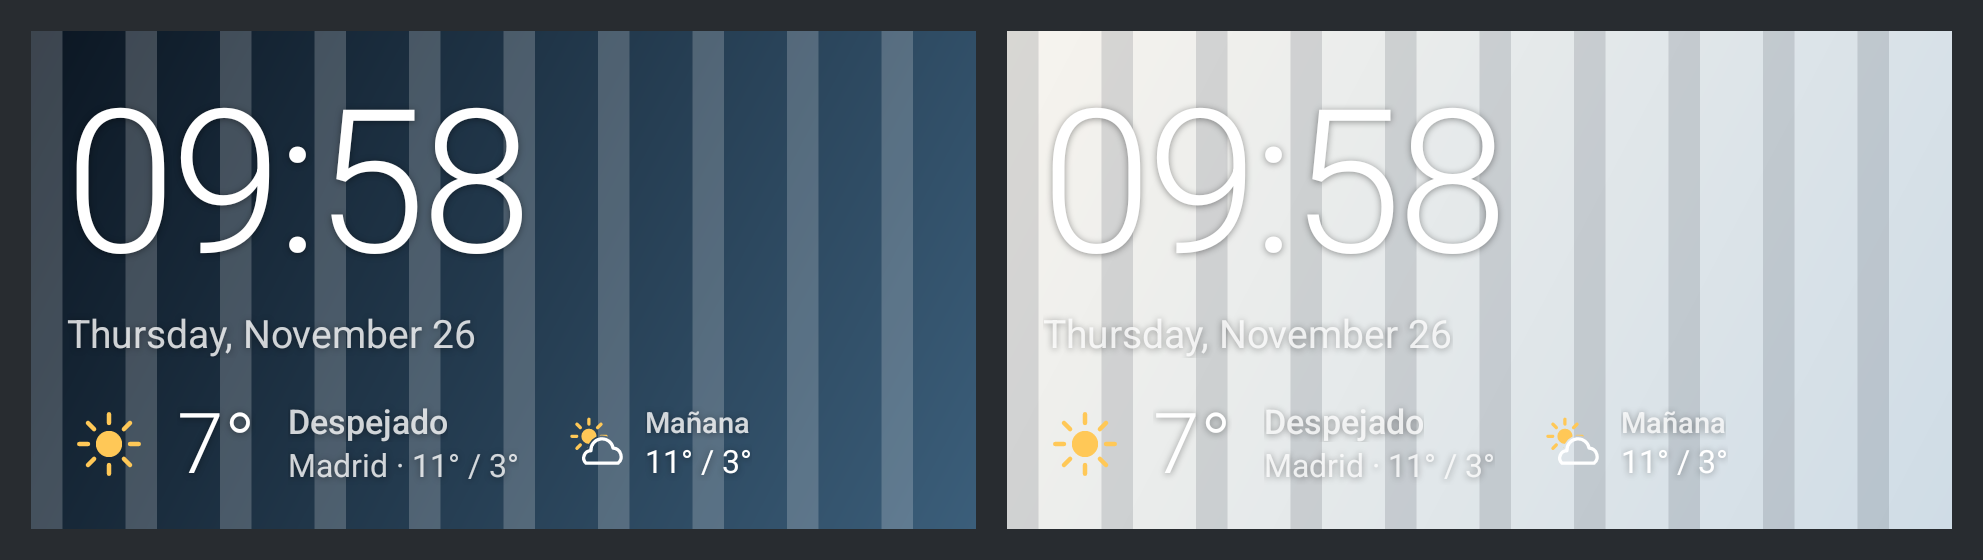 09:58
Thursday, November 26
7° Despejado
Madrid · 11° / 3°
Mañana
11° / 3°
09:58
Thursday, November 26
7° Despejado
Madrid · 11° / 3°
Mañana
11° / 3°